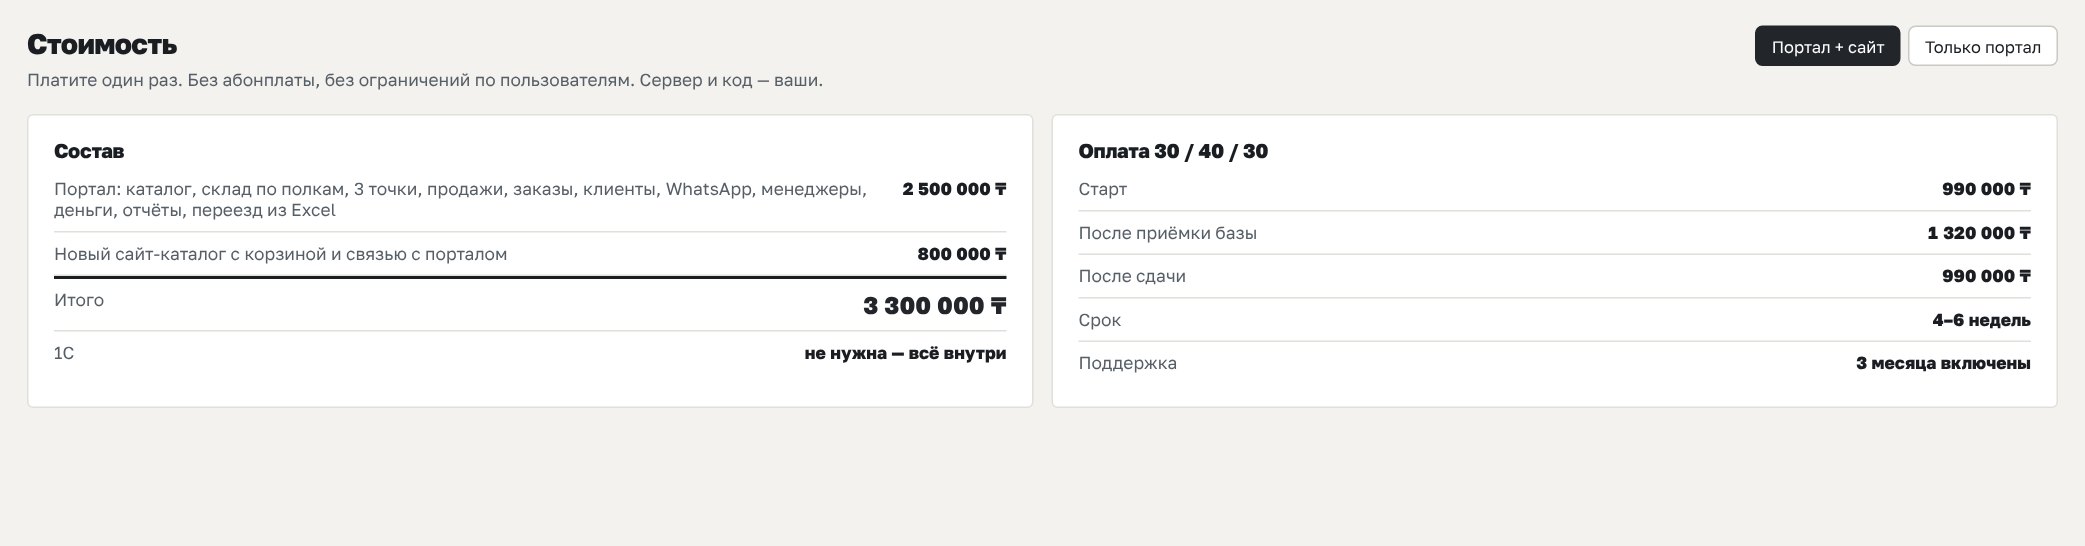 Стоимость
Портал + сайт
Только портал
Платите один раз. Без абонплаты, без ограничений по пользователям. Сервер и код — ваши.
Состав
Портал: каталог, склад по полкам, 3 точки, продажи, заказы, клиенты, WhatsApp, менеджеры, 2 500 000 ₸
деньги, отчёты, переезд из Excel
Новый сайт-каталог с корзиной и связью с порталом 800 000 ₸
Итого 3 300 000 ₸
1С не нужна — всё внутри
Оплата 30 / 40 / 30
Старт 990 000 ₸
После приёмки базы 1 320 000 ₸
После сдачи 990 000 ₸
Срок 4–6 недель
Поддержка 3 месяца включены